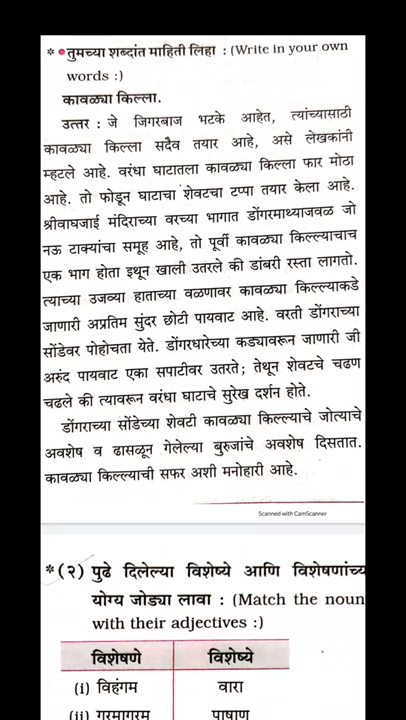 * • तुमच्या शब्दांत माहिती लिहा : (Write in your own
words :)
कावळ्या किल्ला.
उत्तर : जे जिगरबाज भटके आहेत, त्यांच्यासाठी
कावळ्या किल्ला सदैव तयार आहे, असे लेखकांनी
म्हटले आहे. वरंधा घाटातला कावळ्या किल्ला फार मोठा
आहे. तो फोडून घाटाचा शेवटचा टप्पा तयार केला आहे.
श्रीवाघजाई मंदिराच्या वरच्या भागात डोंगरमाथ्याजवळ जो
नऊ टाक्यांचा समूह आहे, तो पूर्वी कावळ्या किल्ल्याचाच
एक भाग होता इथून खाली उतरले की डांबरी रस्ता लागतो.
त्याच्या उजव्या हाताच्या वळणावर कावळ्या किल्ल्याकडे
जाणारी अप्रतिम सुंदर छोटी पायवाट आहे. वरती डोंगराच्या
सोंडेवर पोहोचता येते. डोंगरधारेच्या कड्यावरून जाणारी जी
अरुंद पायवाट एका सपाटीवर उतरते; तेथून शेवटचे चढण
चढले की त्यावरून वरंधा घाटाचे सुरेख दर्शन होते.
डोंगराच्या सोंडेच्या शेवटी कावळ्या किल्ल्याचे जोत्याचे
अवशेष व ढासळून गेलेल्या बुरुजांचे अवशेष दिसतात.
कावळ्या किल्ल्याची सफर अशी मनोहारी आहे.
Scanned with CamScanner
* (२) पुढे दिलेल्या विशेष्ये आणि विशेषणांच्य
योग्य जोड्या लावा : (Match the noun
with their adjectives :)
विशेषणे विशेष्ये
(i) विहंगम वारा
(ii) गरमागरम पाषाण